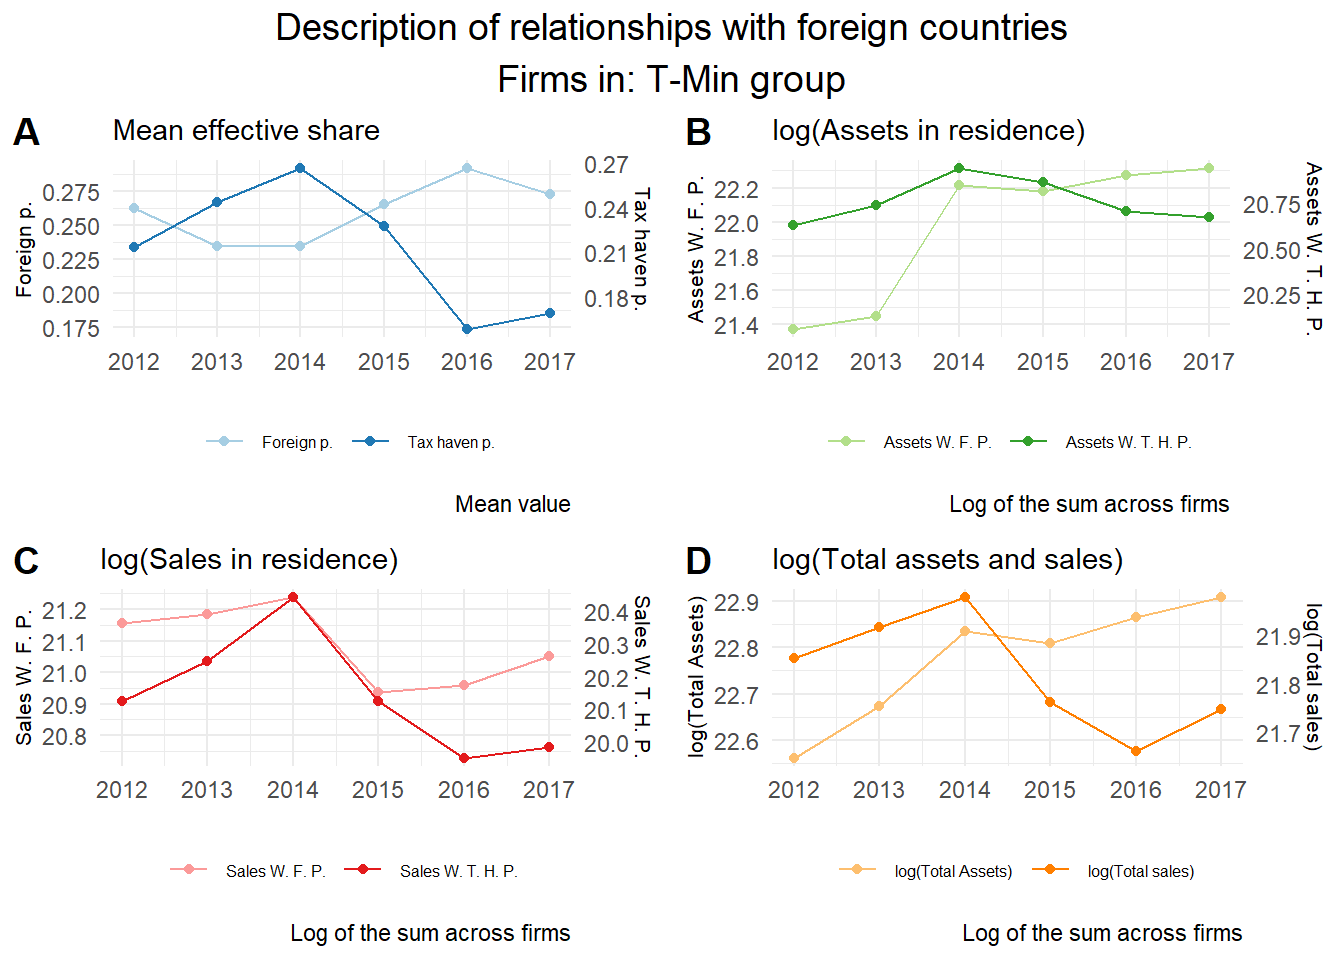 Description of relationships with foreign countries
Firms in: T-Min group
A
Mean effective share
Foreign p.
0.275
0.250
0.225
0.200
0.175
0.27
0.24
0.21
0.18
Tax haven p.
2012 2013 2014 2015 2016 2017
Foreign p. Tax haven p.
Mean value
B
log(Assets in residence)
Assets W. F. P.
22.2
22.0
21.8
21.6
21.4
20.75
20.50
20.25
Assets W. T. H. P.
2012 2013 2014 2015 2016 2017
Assets W. F. P. Assets W. T. H. P.
Log of the sum across firms
C
log(Sales in residence)
Sales W. F. P.
21.2
21.1
21.0
20.9
20.8
20.4
20.3
20.2
20.1
20.0
Sales W. T. H. P.
2012 2013 2014 2015 2016 2017
Sales W. F. P. Sales W. T. H. P.
Log of the sum across firms
D
log(Total assets and sales)
log(Total Assets)
22.9
22.8
22.7
22.6
21.9
21.8
21.7
log(Total sales)
2012 2013 2014 2015 2016 2017
log(Total Assets) log(Total sales)
Log of the sum across firms